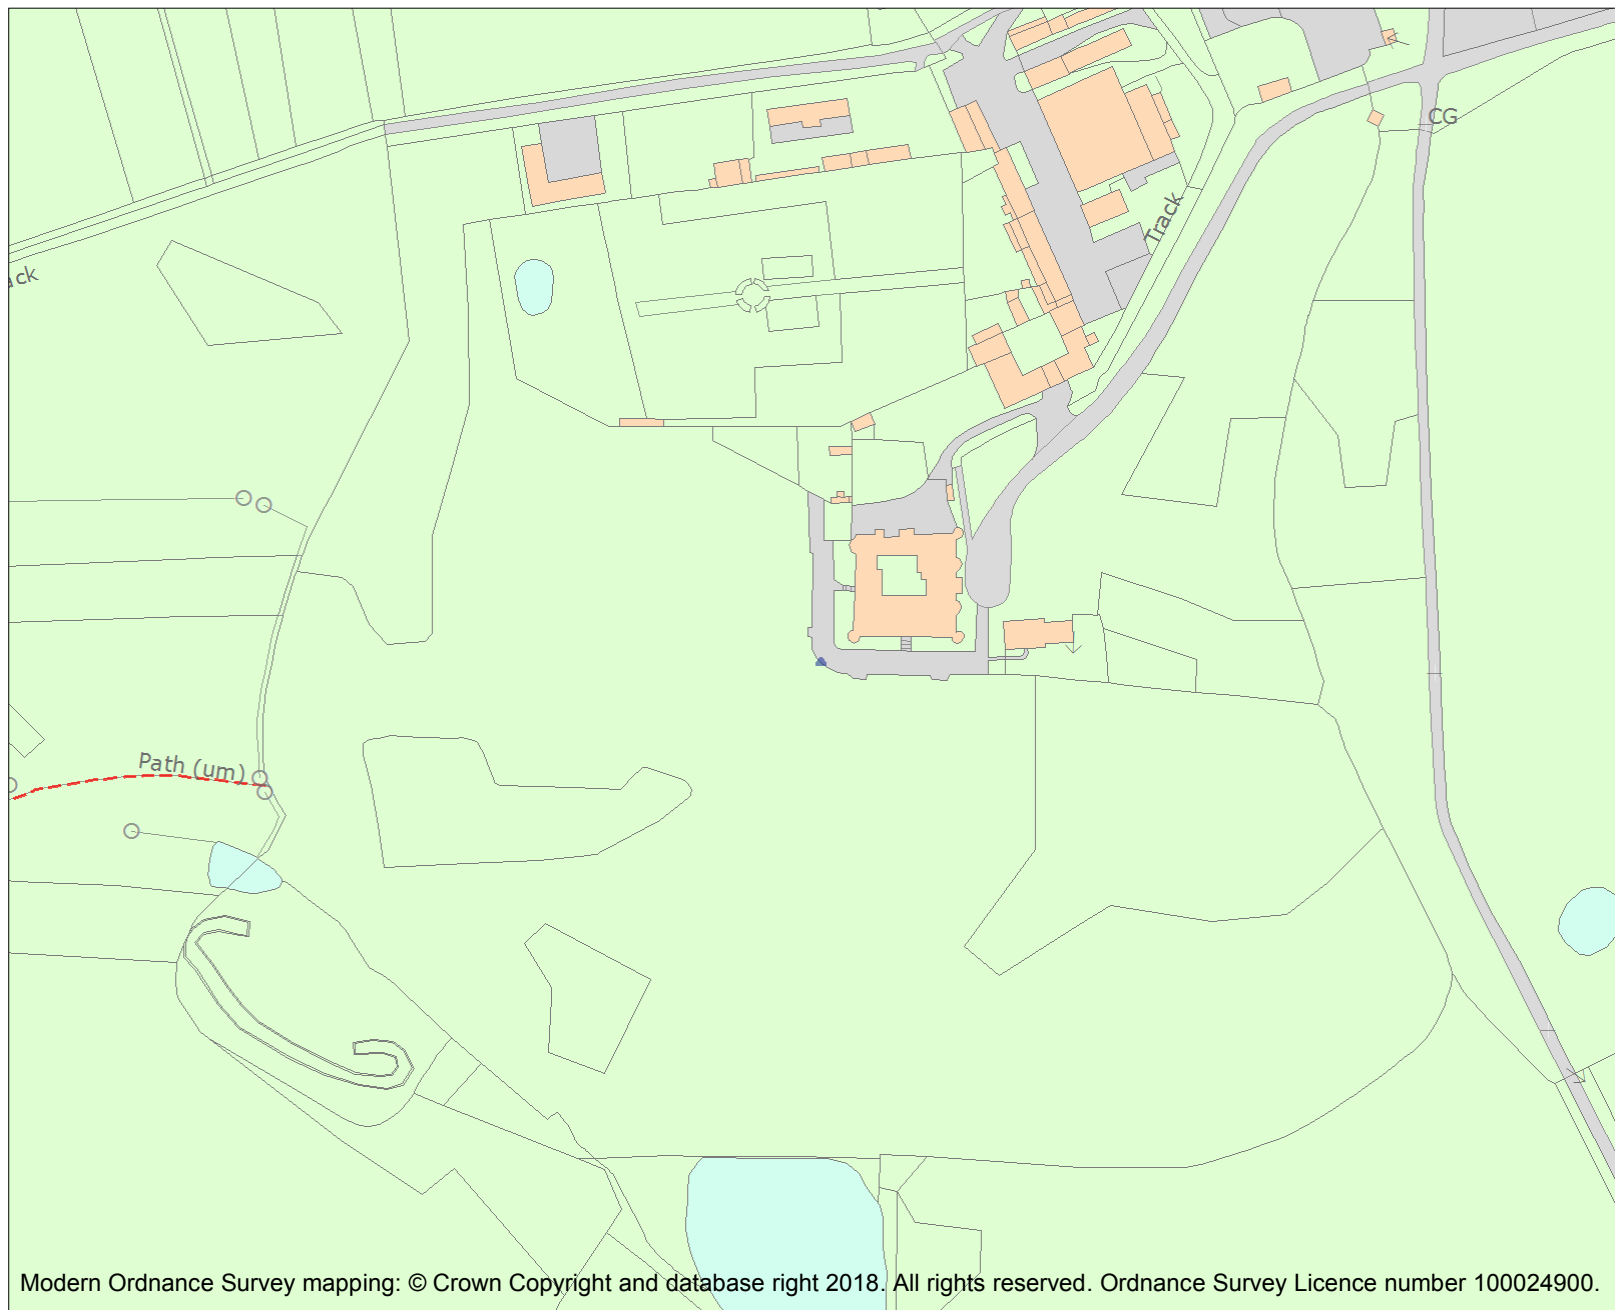 CG
Track
ack
Path (um)
Modern Ordnance Survey mapping: © Crown Copyright and database right 2018. All rights reserved. Ordnance Survey Licence number 100024900.